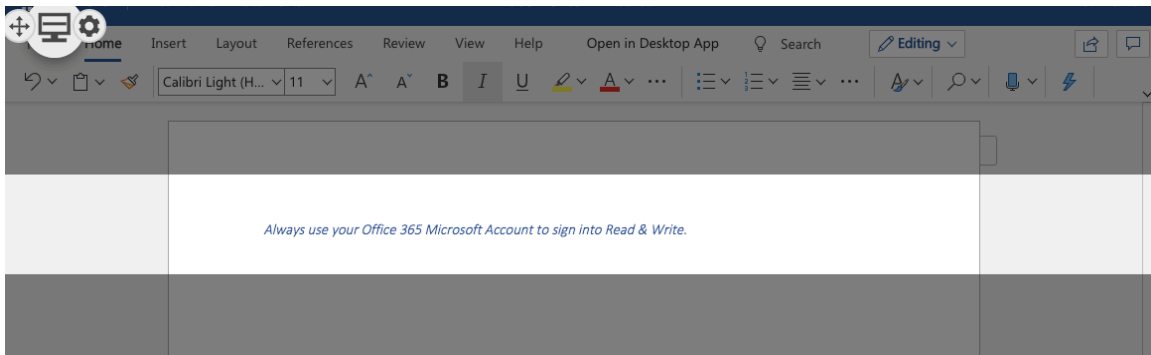 Home Insert Layout References Review View Help Open in Desktop App Search Editing
Calibri Light (H... 11 A A B I U A ...  ...
Always use your Office 365 Microsoft Account to sign into Read & Write.